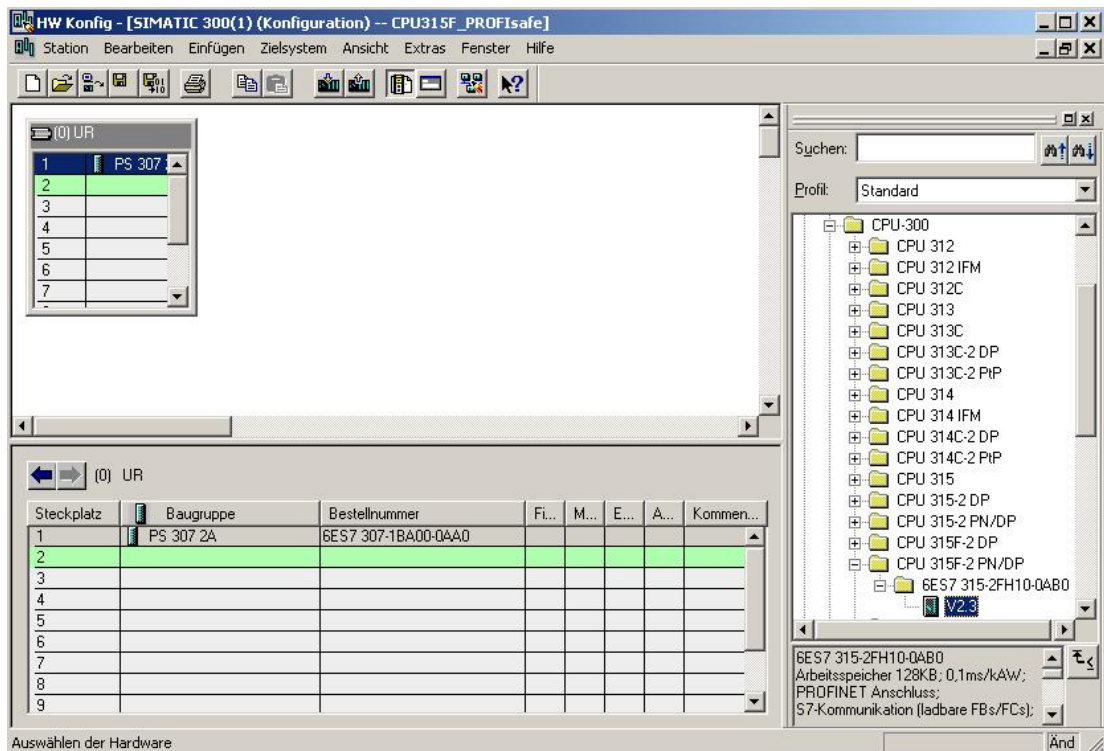 HW Konfig - [SIMATIC 300(1) (Konfiguration) -- CPU315F_PROFIsafe]
Station Bearbeiten Einfügen Zielsystem Ansicht Extras Fenster Hilfe
(0) UR
1 PS 307
2
3
4
5
6
7
Suchen:
Profil: Standard
CPU-300
CPU 312
CPU 312 IFM
CPU 312C
CPU 313
CPU 313C
CPU 313C-2 DP
CPU 313C-2 PtP
CPU 314
CPU 314 IFM
CPU 314C-2 DP
CPU 314C-2 PtP
CPU 315
CPU 315-2 DP
CPU 315-2 PN/DP
CPU 315F-2 DP
CPU 315F-2 PN/DP
6ES7 315-2FH10-0AB0
V2.3
(0) UR
Steckplatz Baugruppe Bestellnummer Fi... M... E... A... Kommen...
1 PS 307 2A 6ES7 307-1BA00-0AA0
2
3
4
5
6
7
8
9
6ES7 315-2FH10-0AB0
Arbeitsspeicher 128KB; 0,1ms/kAW;
PROFINET Anschluss;
S7-Kommunikation (ladbare FBs/FCs);
Auswählen der Hardware Änd